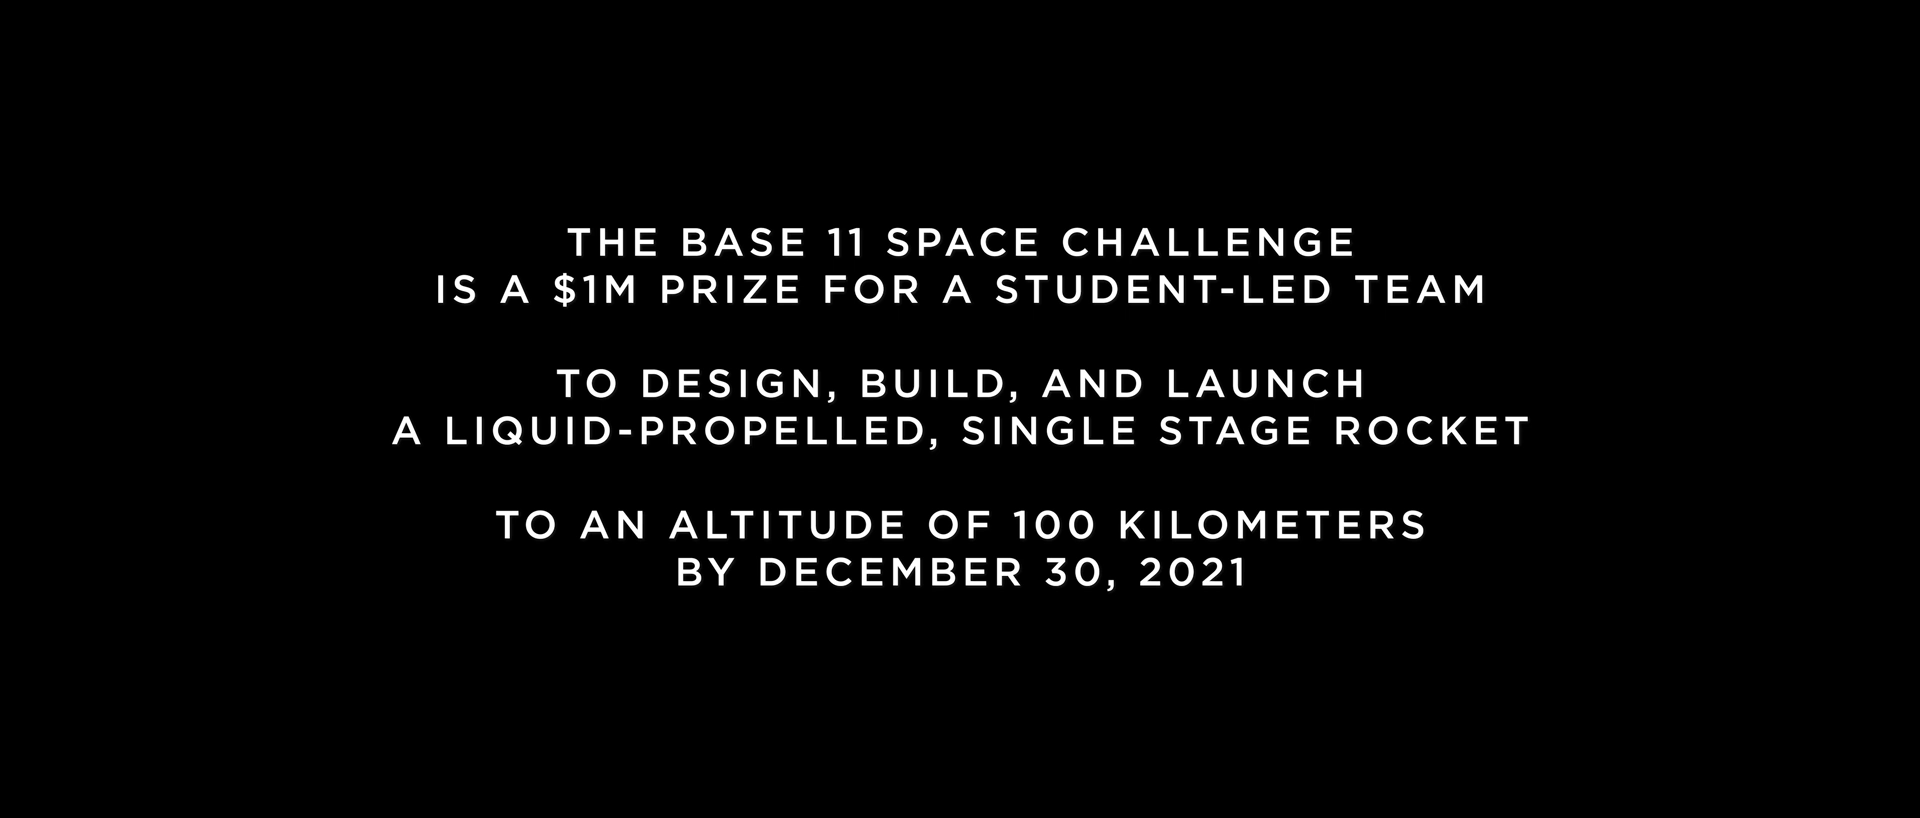 THE BASE 11 SPACE CHALLENGE
IS A $1M PRIZE FOR A STUDENT-LED TEAM
TO DESIGN, BUILD, AND LAUNCH
A LIQUID-PROPELLED, SINGLE STAGE ROCKET
TO AN ALTITUDE OF 100 KILOMETERS
BY DECEMBER 30, 2021